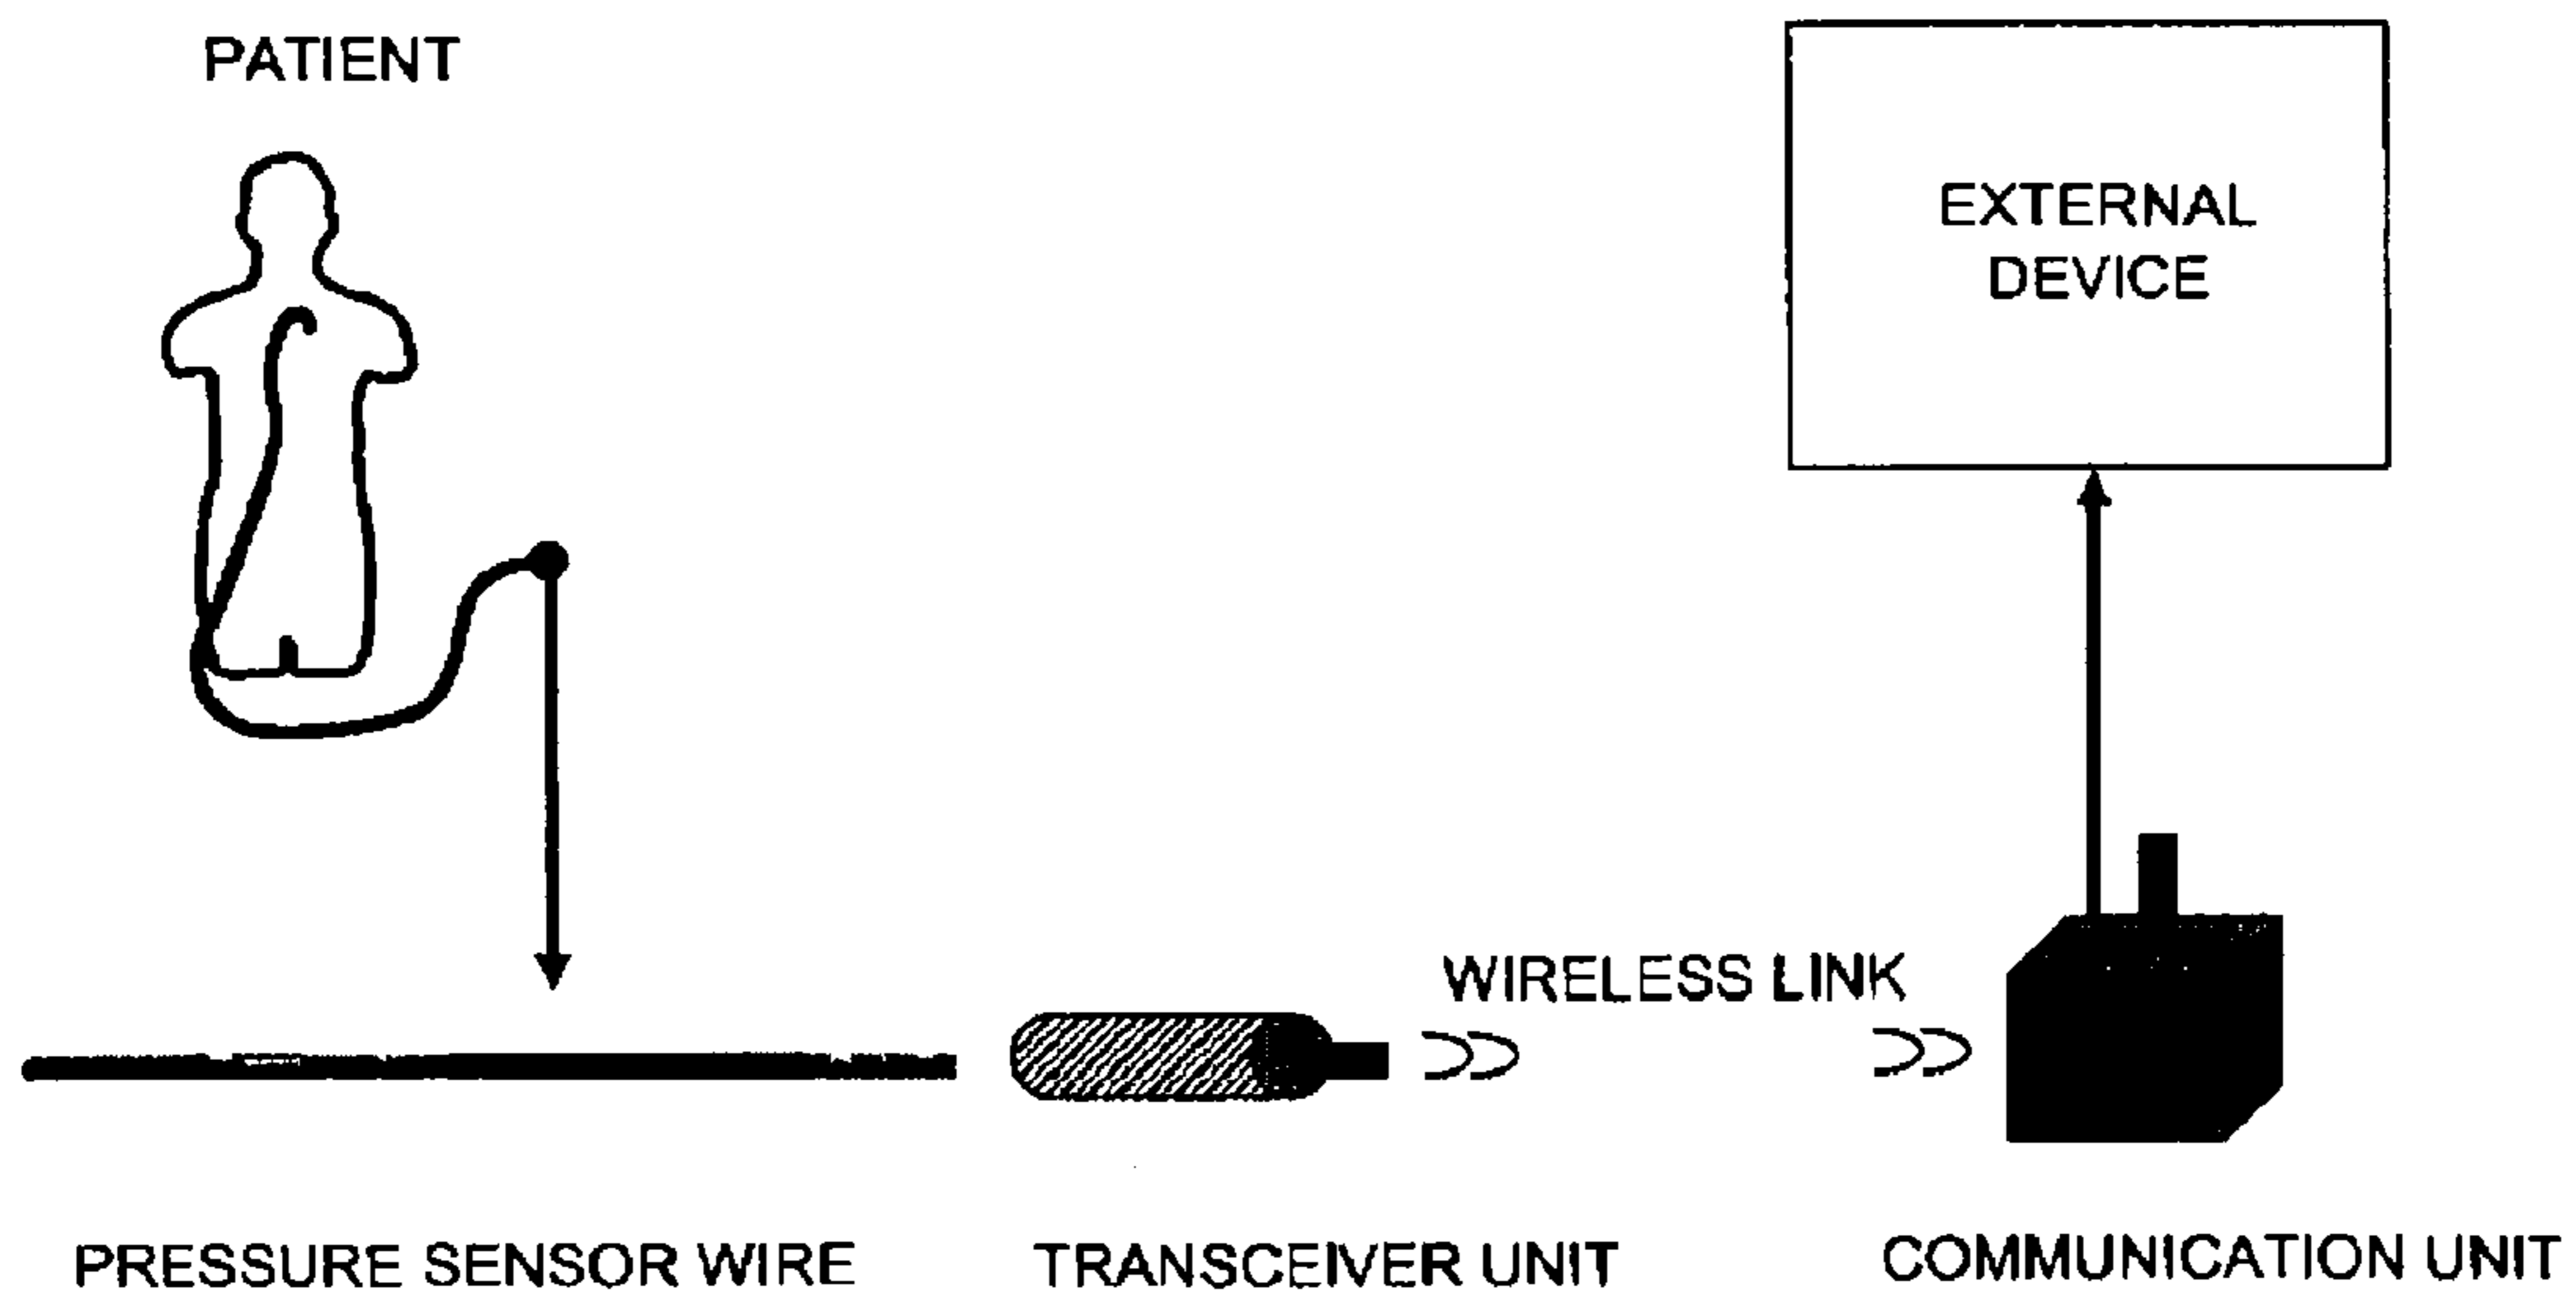 PATIENT
EXTERNAL
DEVICE
WIRELESS LINK
PRESSURE SENSOR WIRE
TRANSCEIVER UNIT
COMMUNICATION UNIT